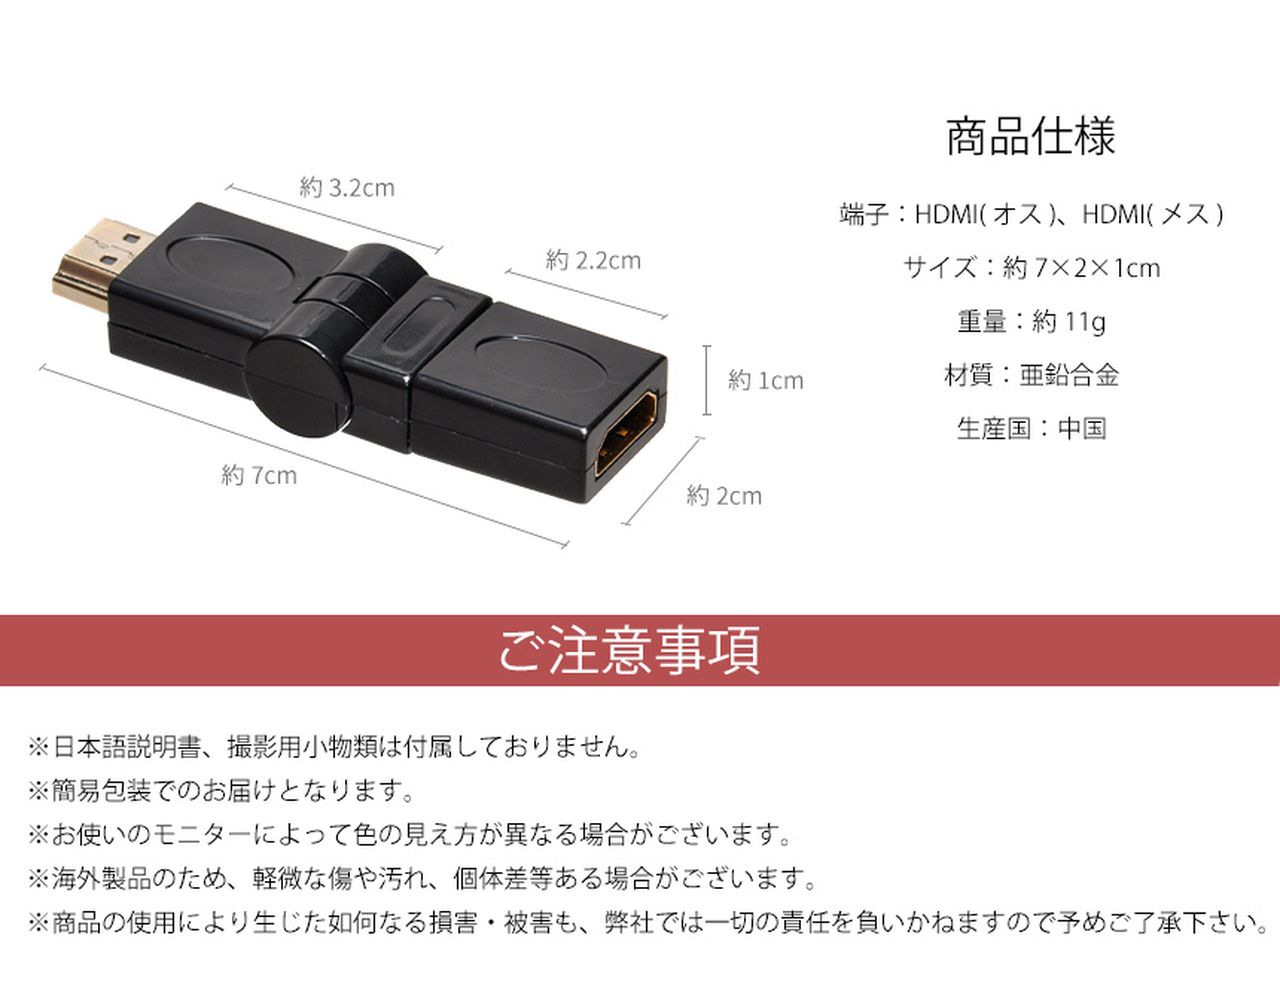 商品仕様
端子：HDMI( オス )、HDMI( メス )
サイズ：約 7×2×1cm
重量：約 11g
材質：亜鉛合金
生産国：中国
約 3.2cm
約 2.2cm
約 1cm
約 2cm
約 7cm
ご注意事項
※日本語説明書、撮影用小物類は付属しておりません。
※簡易包装でのお届けとなります。
※お使いのモニターによって色の見え方が異なる場合がございます。
※海外製品のため、軽微な傷や汚れ、個体差等ある場合がございます。
※商品の使用により生じた如何なる損害・被害も、弊社では一切の責任を負いかねますので予めご了承下さい。